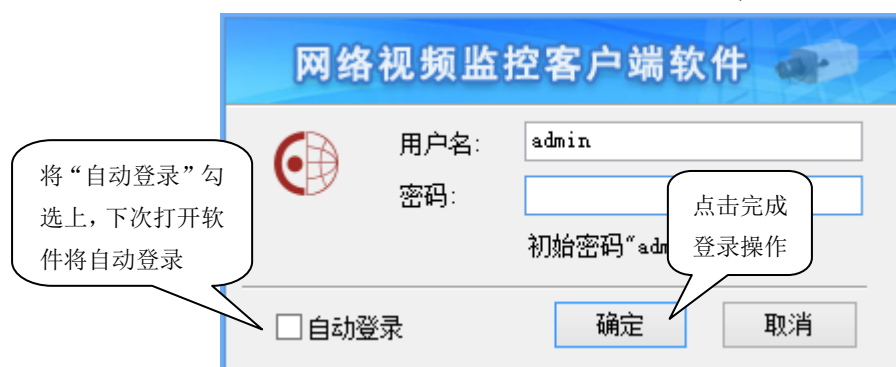 网络视频监控客户端软件
用户名:
admin
密码:
初始密码"adm
将“自动登录”勾
选上，下次打开软
件将自动登录
点击完成
登录操作
自动登录
确定
取消